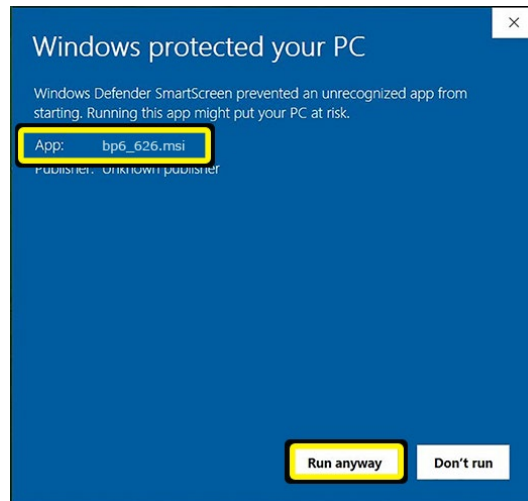 Windows protected your PC
Windows Defender SmartScreen prevented an unrecognized app from
starting. Running this app might put your PC at risk.
App: bp6_626.msi
Publisher: Unknown publisher
Run anyway Don't run